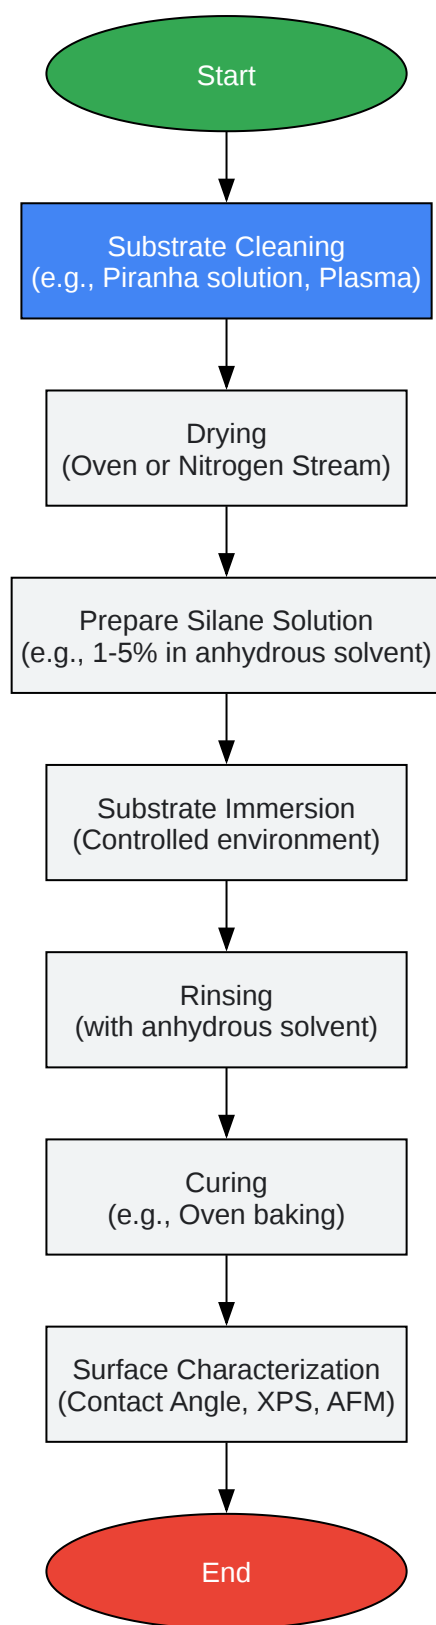 Start
Substrate Cleaning
(e.g., Piranha solution, Plasma)
Drying
(Oven or Nitrogen Stream)
Prepare Silane Solution
(e.g., 1-5% in anhydrous solvent)
Substrate Immersion
(Controlled environment)
Rinsing
(with anhydrous solvent)
Curing
(e.g., Oven baking)
Surface Characterization
(Contact Angle, XPS, AFM)
End